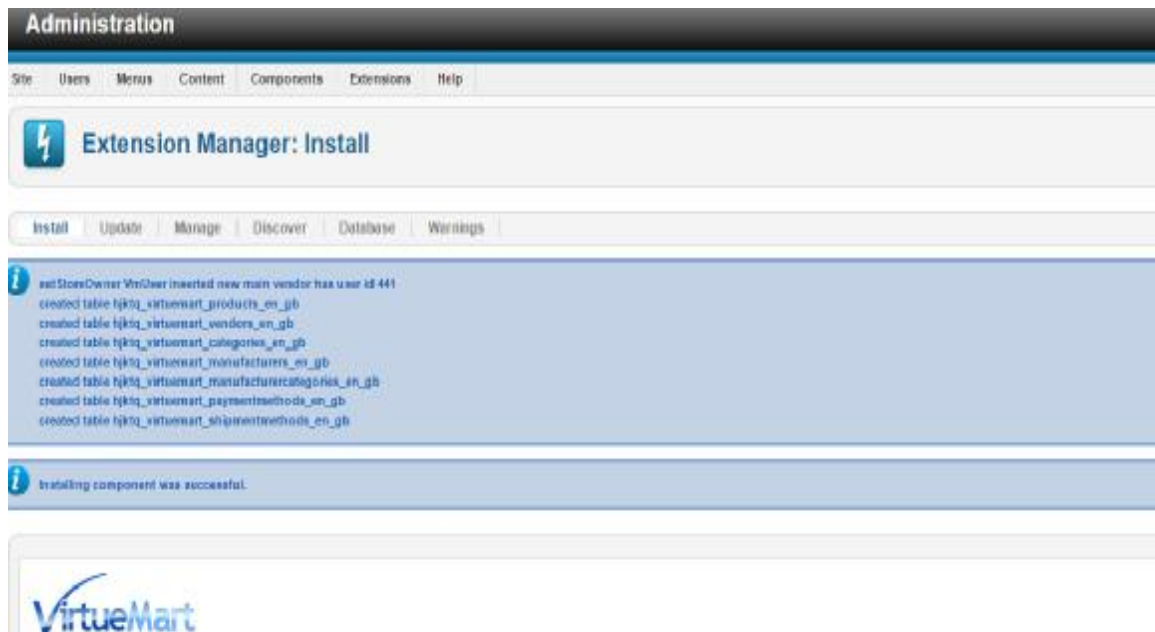 Administration
Site Users Menus Content Components Extensions Help
Extension Manager: Install
Install Update Manage Discover Database Warnings
setStoreOwner VmUser inserted new main vendor has user id 441
created table hjktq_virtuemart_products_en_gb
created table hjktq_virtuemart_vendors_en_gb
created table hjktq_virtuemart_categories_en_gb
created table hjktq_virtuemart_manufacturers_en_gb
created table hjktq_virtuemart_manufacturercategories_en_gb
created table hjktq_virtuemart_paymentmethods_en_gb
created table hjktq_virtuemart_shipmentmethods_en_gb
Installing component was successful.
VirtueMart